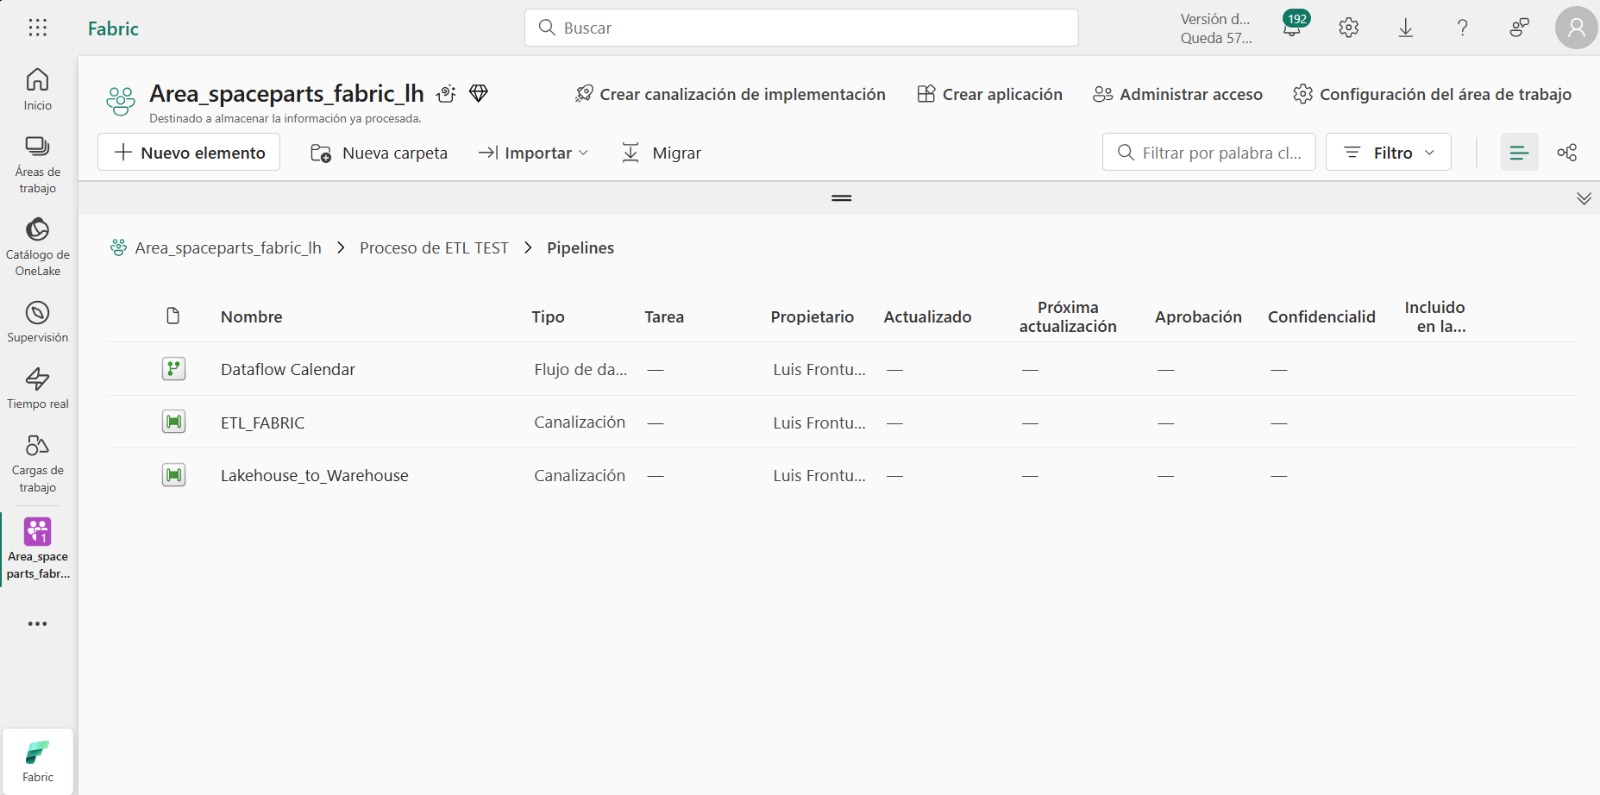 Fabric
Buscar
Versión d...
Queda 57...
192
Inicio
Áreas de
trabajo
Catálogo de
OneLake
Supervisión
Tiempo real
Cargas de
trabajo
1
Area_space
parts_fabr...
Fabric
Area_spaceparts_fabric_lh
Destinado a almacenar la información ya procesada.
Crear canalización de implementación
Crear aplicación
Administrar acceso
Configuración del área de trabajo
Nuevo elemento
Nueva carpeta
Importar
Migrar
Filtrar por palabra cl...
Filtro
Area_spaceparts_fabric_lh > Proceso de ETL TEST > Pipelines
Nombre Tipo Tarea Propietario Actualizado Próxima actualización Aprobación Confidencialid Incluido en la...
Dataflow Calendar Flujo de da... — Luis Frontu... — — — —
ETL_FABRIC Canalización — Luis Frontu... — — — —
Lakehouse_to_Warehouse Canalización — Luis Frontu... — — — —